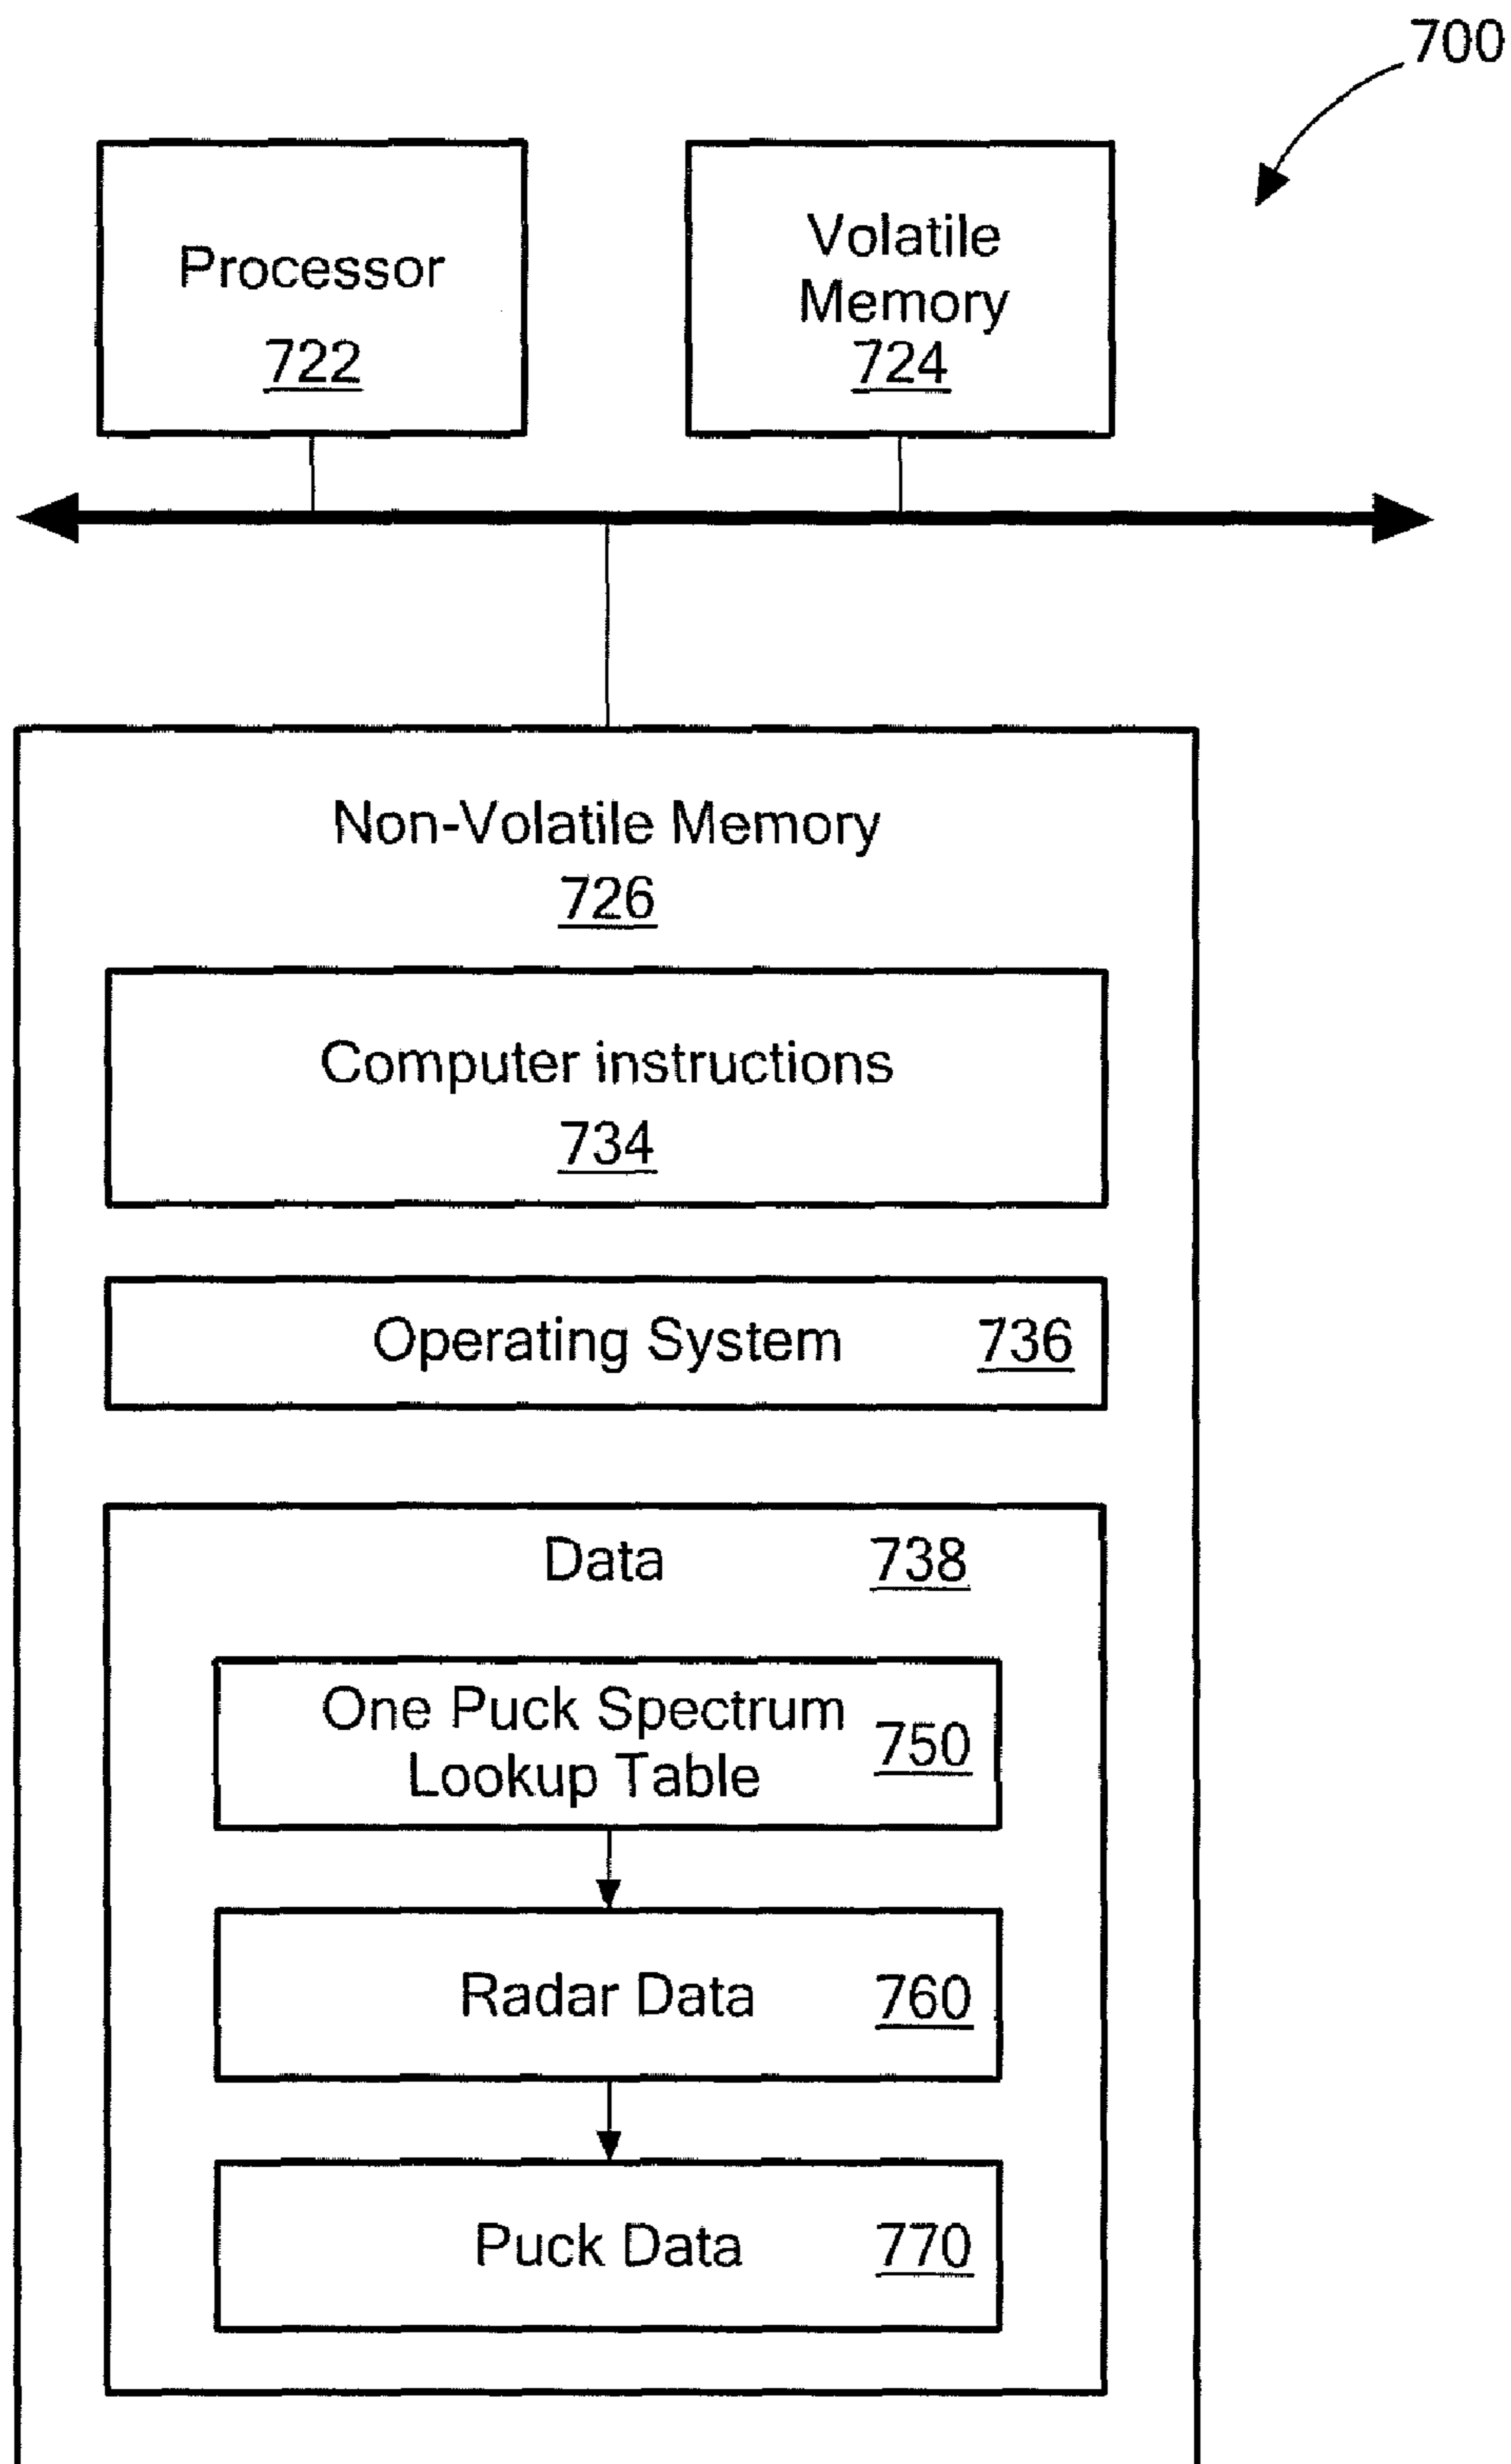 700
Processor
722
Volatile
Memory
724
Non-Volatile Memory
726
Computer instructions
734
Operating System 736
Data 738
One Puck Spectrum
Lookup Table 750
Radar Data 760
Puck Data 770